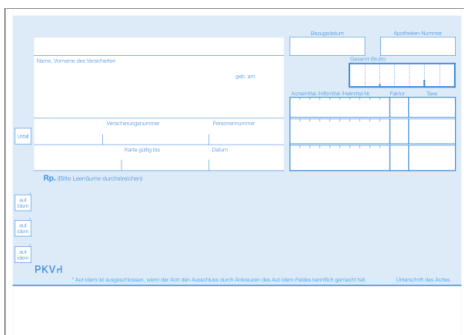 Bezugsdatum Apotheken-Nummer
Name, Vorname des Versicherten
Gesamt-Brutto
geb. am
Arzneimittel-/Hilfsmittel-/Heilmittel-Nr. Faktor Taxe
Versicherungsnummer Personennummer
Unfall
Karte gültig bis Datum
Rp. (Bitte Leerräume durchstreichen)
aut
idem
aut
idem
aut
idem
PKV
* Aut idem ist ausgeschlossen, wenn der Arzt den Ausschluss durch Ankreuzen des Aut-idem-Feldes kenntlich gemacht hat. Unterschrift des Arztes